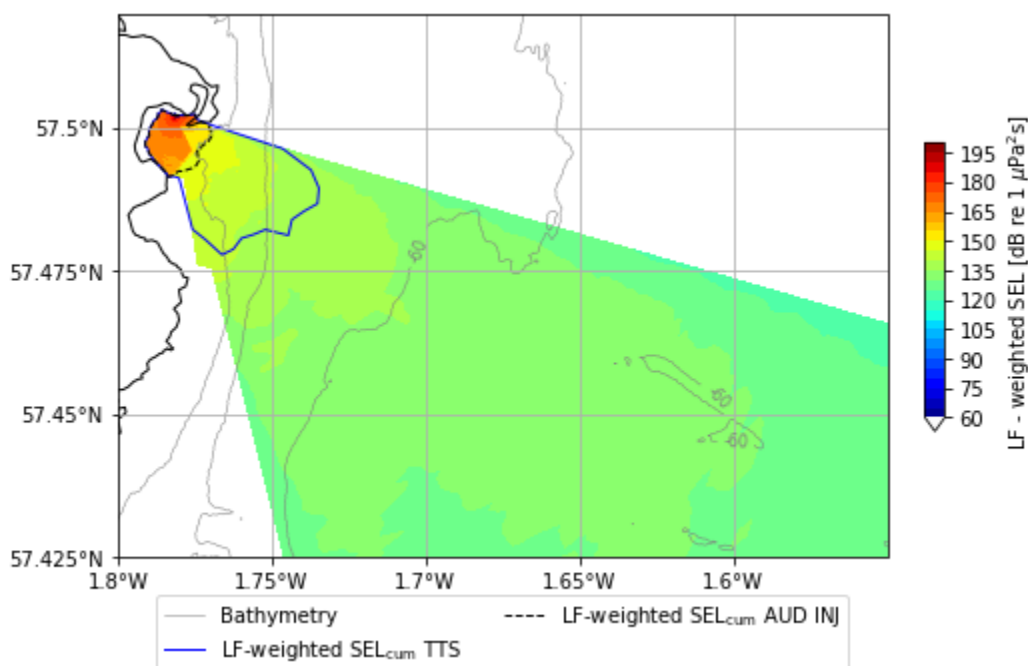 57.5°N
57.475°N
57.45°N
57.425°N
1.8°W
1.75°W
1.7°W
1.65°W
1.6°W
-60
-60
-60
195
180
165
150
135
120
105
90
75
60
LF - weighted SEL [dB re 1 μPa²s]
Bathymetry
LF-weighted SELcum TTS
LF-weighted SELcum AUD INJ